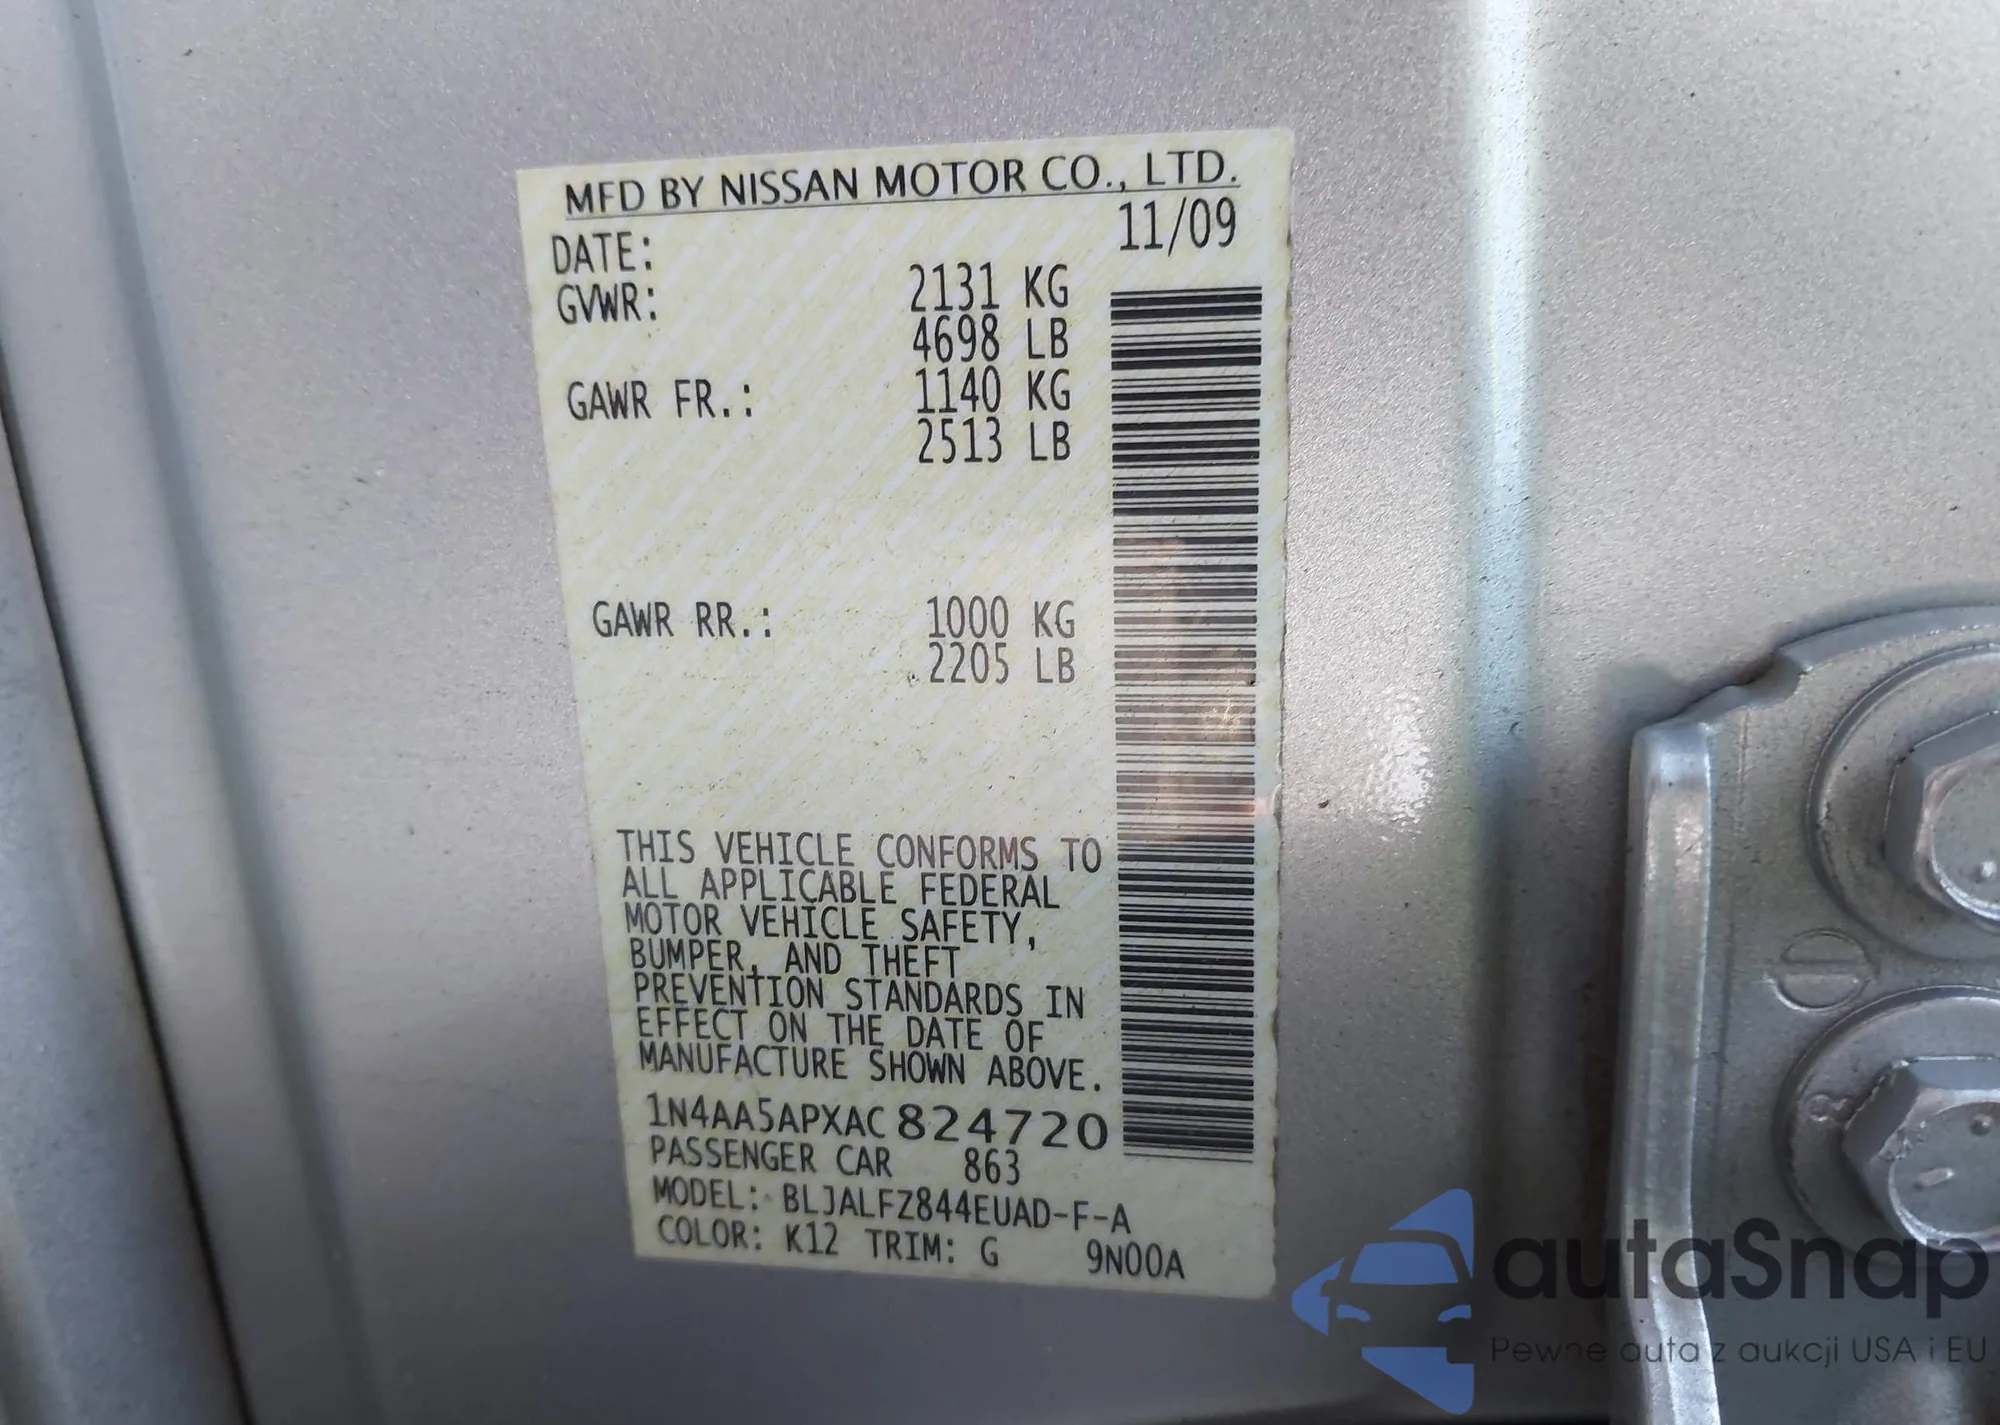 MFD BY NISSAN MOTOR CO., LTD.
DATE: 11/09
GVWR: 2131 KG
4698 LB
GAWR FR.: 1140 KG
2513 LB
GAWR RR.: 1000 KG
2205 LB
THIS VEHICLE CONFORMS TO
ALL APPLICABLE FEDERAL
MOTOR VEHICLE SAFETY,
BUMPER, AND THEFT
PREVENTION STANDARDS IN
EFFECT ON THE DATE OF
MANUFACTURE SHOWN ABOVE.
1N4AA5APXAC824720
PASSENGER CAR 863
MODEL: BLJALFZ844EUAD-F-A
COLOR: K12 TRIM: G 9N00A
8
autaSnap
Pewne auta z aukcji USA i EU